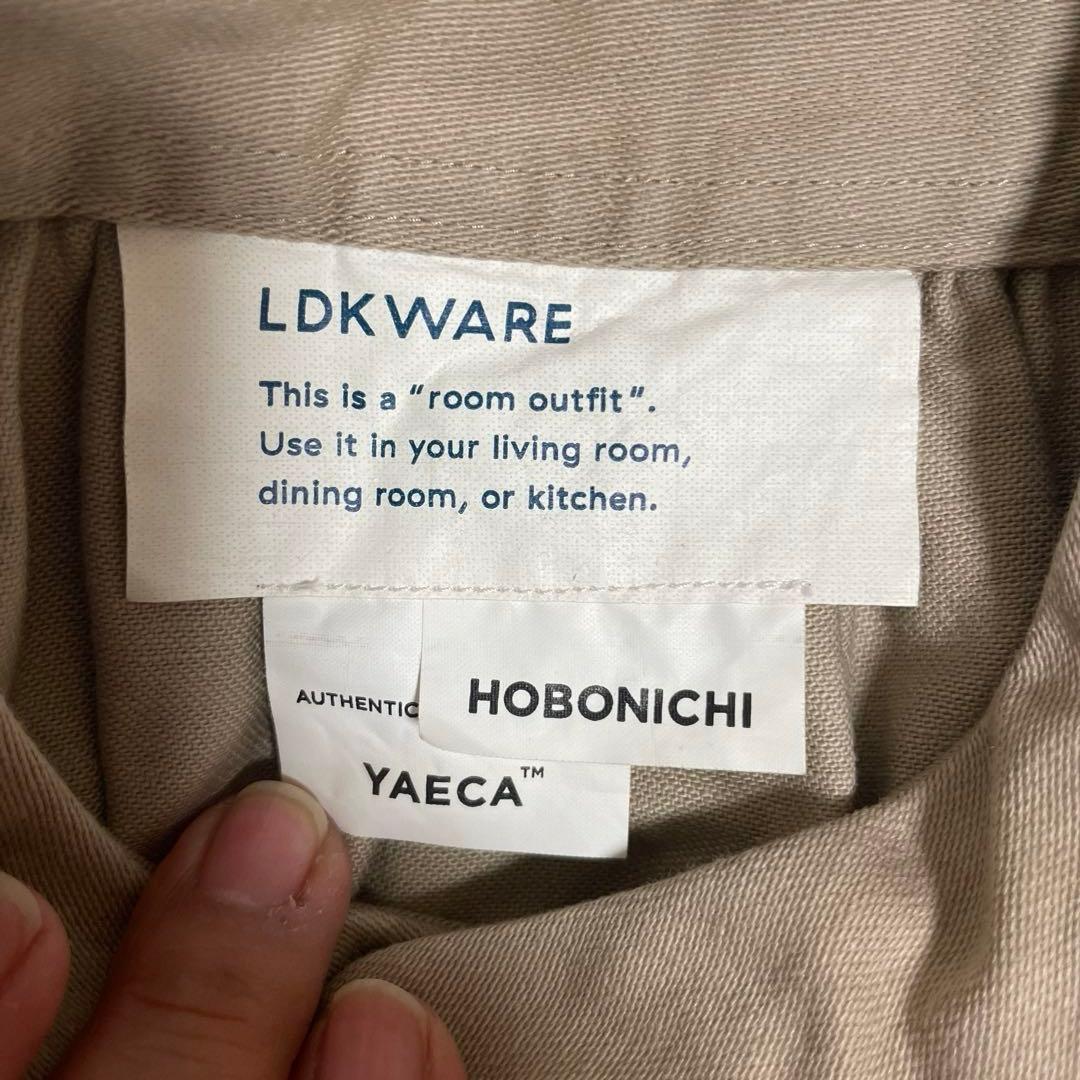 LDKWARE
This is a "room outfit".
Use it in your living room,
dining room, or kitchen.
AUTHENTIC
HOBONICHI
YAECA™